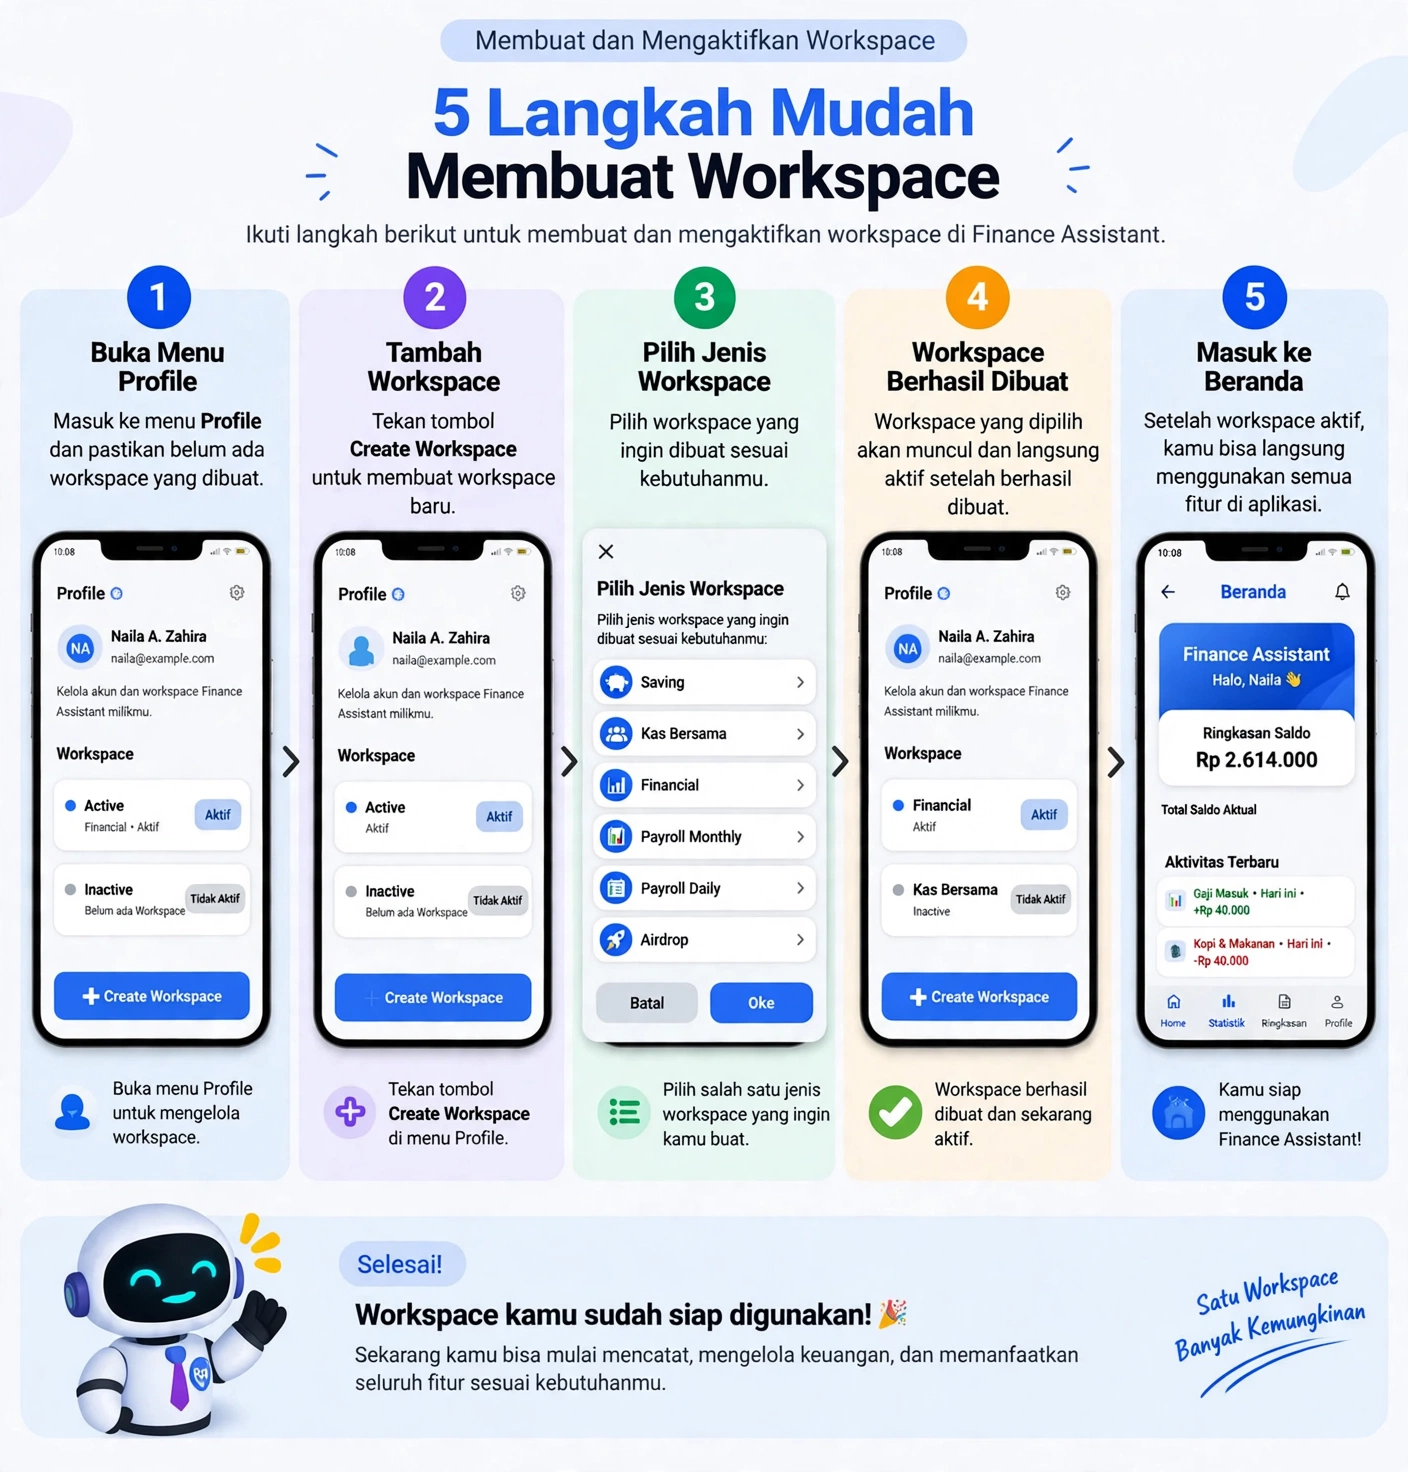 Membuat dan Mengaktifkan Workspace
5 Langkah Mudah
Membuat Workspace
Ikuti langkah berikut untuk membuat dan mengaktifkan workspace di Finance Assistant.
1
Buka Menu
Profile
Masuk ke menu Profile
dan pastikan belum ada
workspace yang dibuat.
10:08
Profile
Naila A. Zahira
NA
naila@example.com
Kelola akun dan workspace Finance
Assistant milikmu.
Workspace
Active
Financial • Aktif
Aktif
Inactive
Belum ada Workspace
Tidak Aktif
+ Create Workspace
Buka menu Profile
untuk mengelola
workspace.
2
Tambah
Workspace
Tekan tombol
Create Workspace
untuk membuat workspace
baru.
10:08
Profile
Naila A. Zahira
naila@example.com
Kelola akun dan workspace Finance
Assistant milikmu.
Workspace
Active
Aktif
Aktif
Inactive
Belum ada Workspace
Tidak Aktif
Create Workspace
Tekan tombol
Create Workspace
di menu Profile.
3
Pilih Jenis
Workspace
Pilih workspace yang
ingin dibuat sesuai
kebutuhanmu.
Pilih Jenis Workspace
Pilih jenis workspace yang ingin
dibuat sesuai kebutuhanmu:
Saving
Kas Bersama
Financial
Payroll Monthly
Payroll Daily
Airdrop
Batal
Oke
Pilih salah satu jenis
workspace yang ingin
kamu buat.
4
Workspace
Berhasil Dibuat
Workspace yang dipilih
akan muncul dan langsung
aktif setelah berhasil
dibuat.
10:08
Profile
Naila A. Zahira
NA
naila@example.com
Kelola akun dan workspace Finance
Assistant milikmu.
Workspace
Financial
Aktif
Aktif
Kas Bersama
Inactive
Tidak Aktif
+ Create Workspace
Workspace berhasil
dibuat dan sekarang
aktif.
5
Masuk ke
Beranda
Setelah workspace aktif,
kamu bisa langsung
menggunakan semua
fitur di aplikasi.
10:08
Beranda
Finance Assistant
Halo, Naila 👋
Ringkasan Saldo
Rp 2.614.000
Total Saldo Aktual
Aktivitas Terbaru
Gaji Masuk • Hari ini •
+Rp 40.000
Kopi & Makanan • Hari ini •
-Rp 40.000
Home
Statistik
Ringkasan
Profile
Kamu siap
menggunakan
Finance Assistant!
Selesai!
Workspace kamu sudah siap digunakan! 🎉
Sekarang kamu bisa mulai mencatat, mengelola keuangan, dan memanfaatkan
seluruh fitur sesuai kebutuhanmu.
Satu Workspace
Banyak Kemungkinan